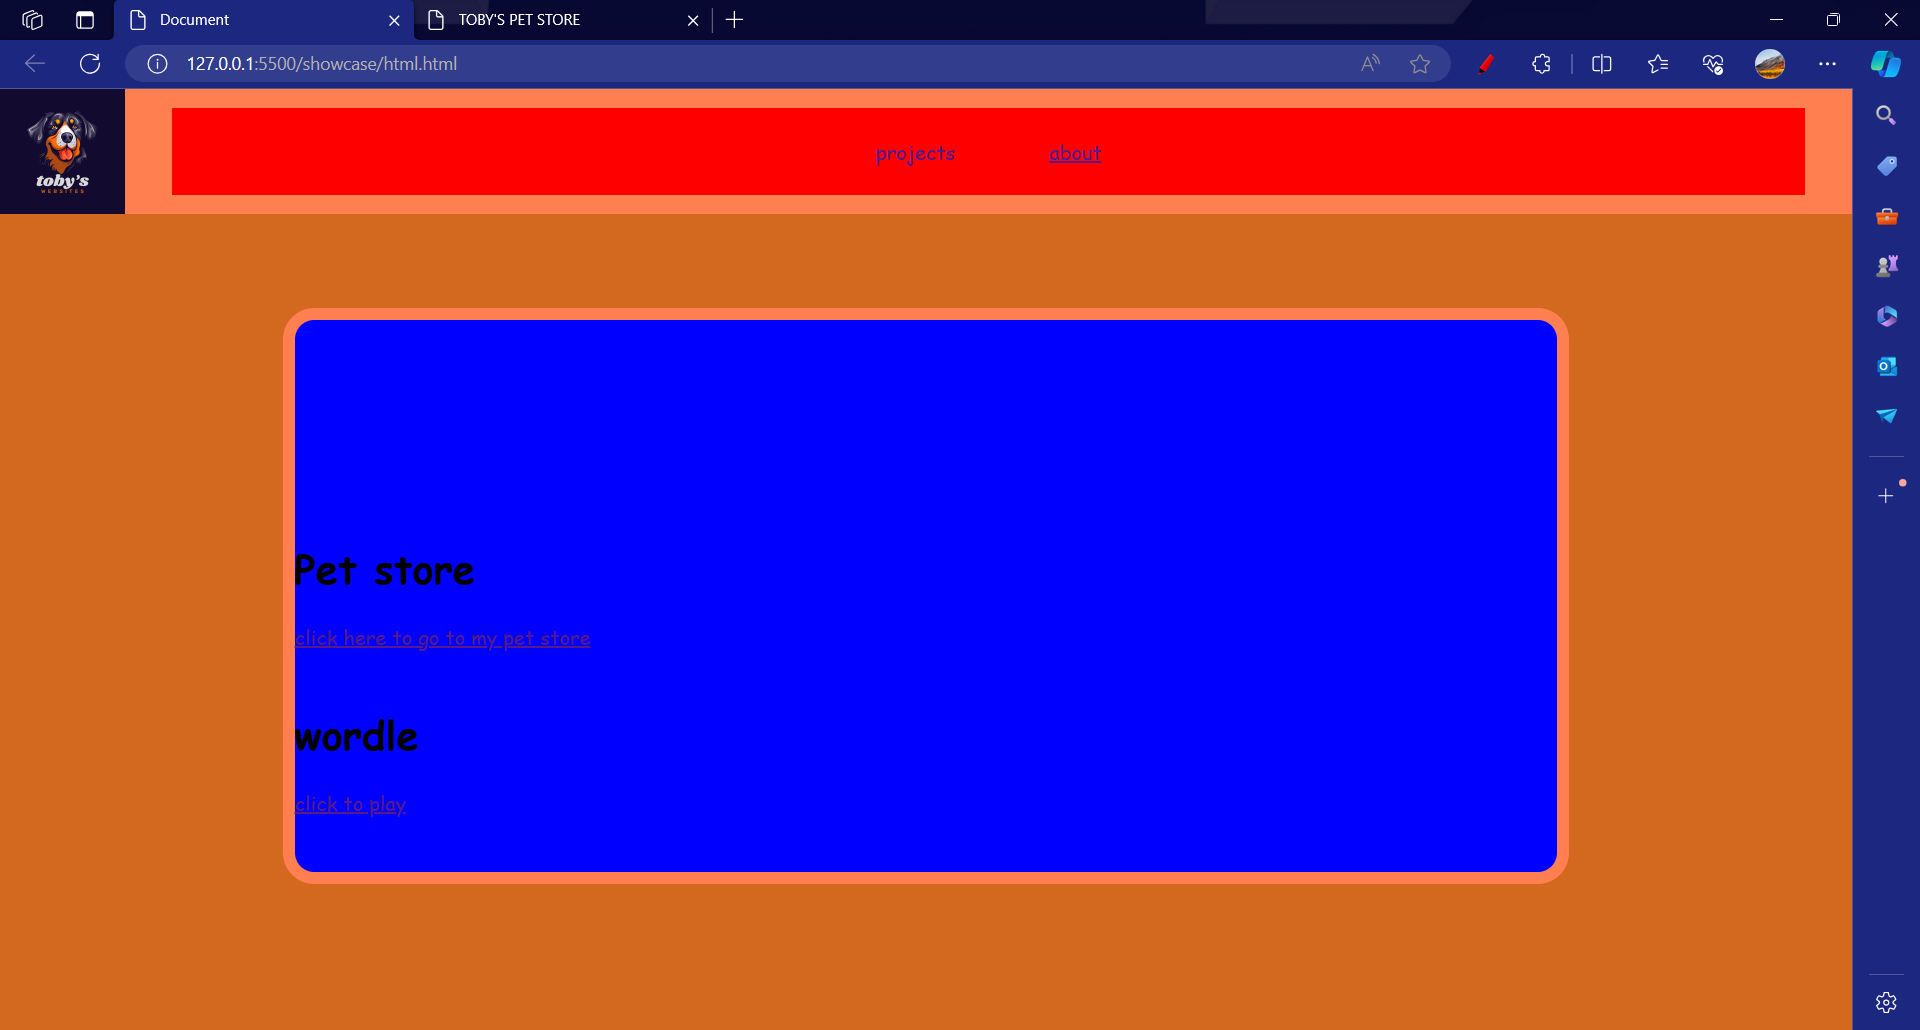 Document
TOBY'S PET STORE
127.0.0.1:5500/showcase/html.html
toby's
WEBSITES
projects
about
Pet store
click here to go to my pet store
wordle
click to play